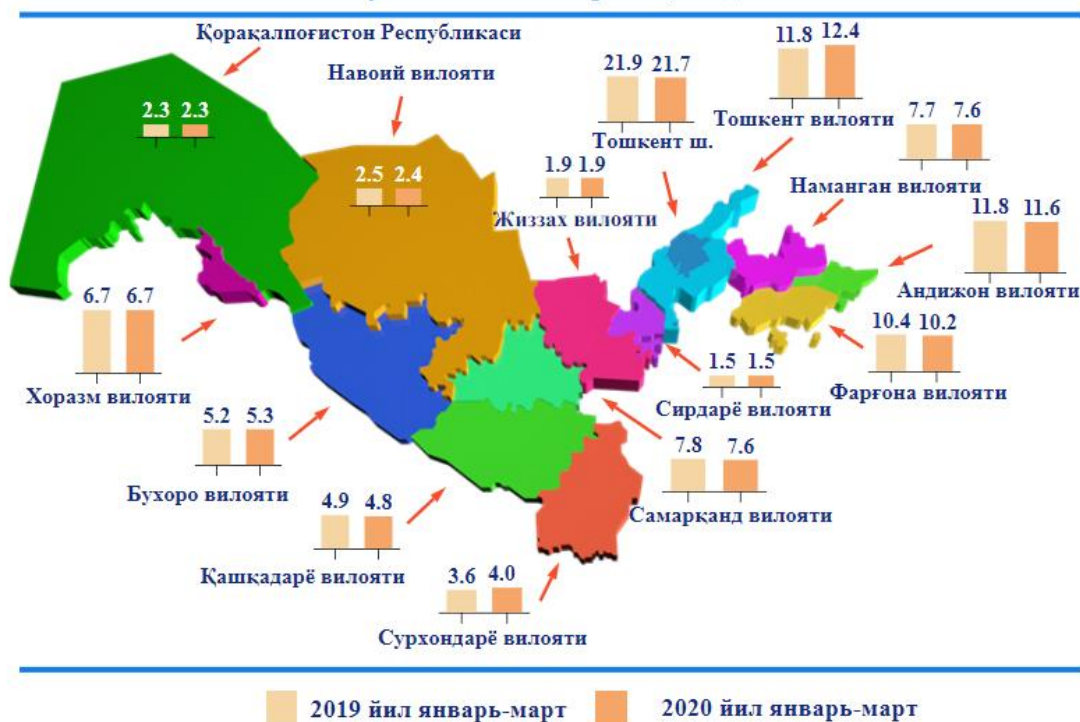 Қорақалпоғистон Республикаси
2.3 2.3
Навоий вилояти
2.5 2.4
21.9 21.7
Тошкент ш.
11.8 12.4
Тошкент вилояти
1.9 1.9
Жиззах вилояти
7.7 7.6
Наманган вилояти
11.8 11.6
Андижон вилояти
6.7 6.7
Хоразм вилояти
10.4 10.2
Фарғона вилояти
1.5 1.5
Сирдарё вилояти
5.2 5.3
Бухоро вилояти
7.8 7.6
Самарқанд вилояти
4.9 4.8
Қашқадарё вилояти
3.6 4.0
Сурхондарё вилояти
2019 йил январь-март
2020 йил январь-март